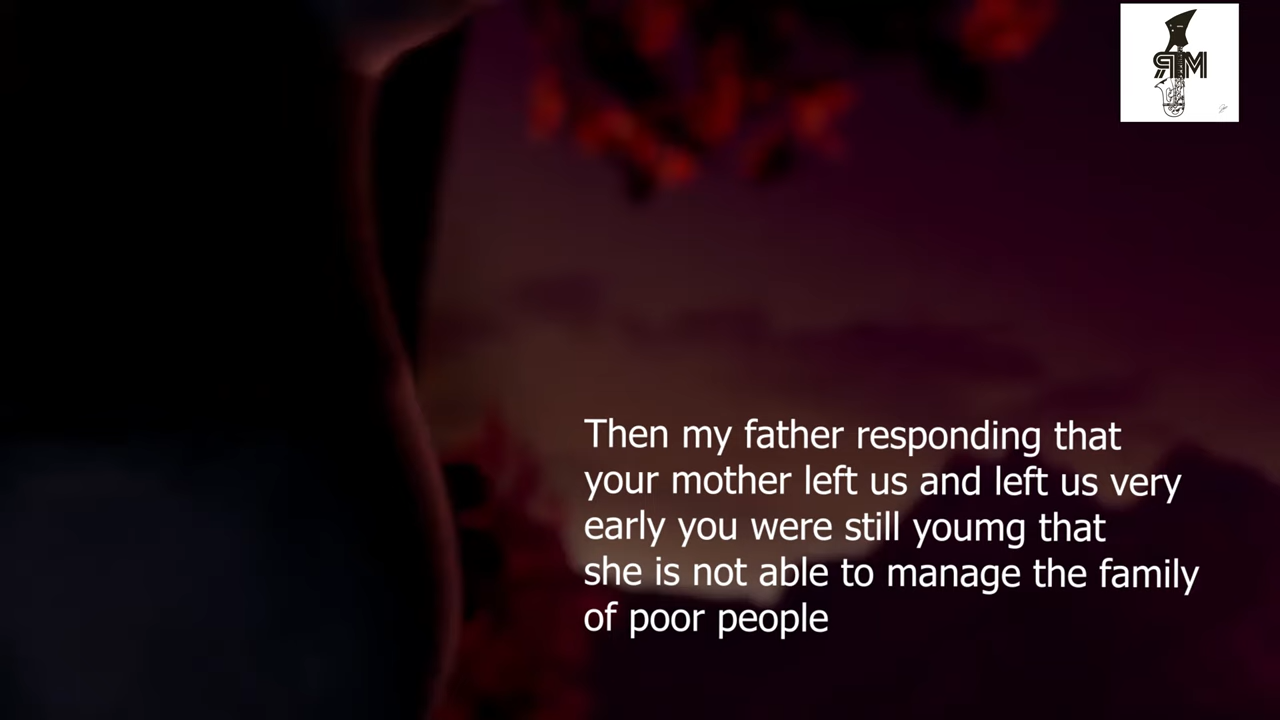 ЯM
Then my father responding that
your mother left us and left us very
early you were still youmg that
she is not able to manage the family
of poor people